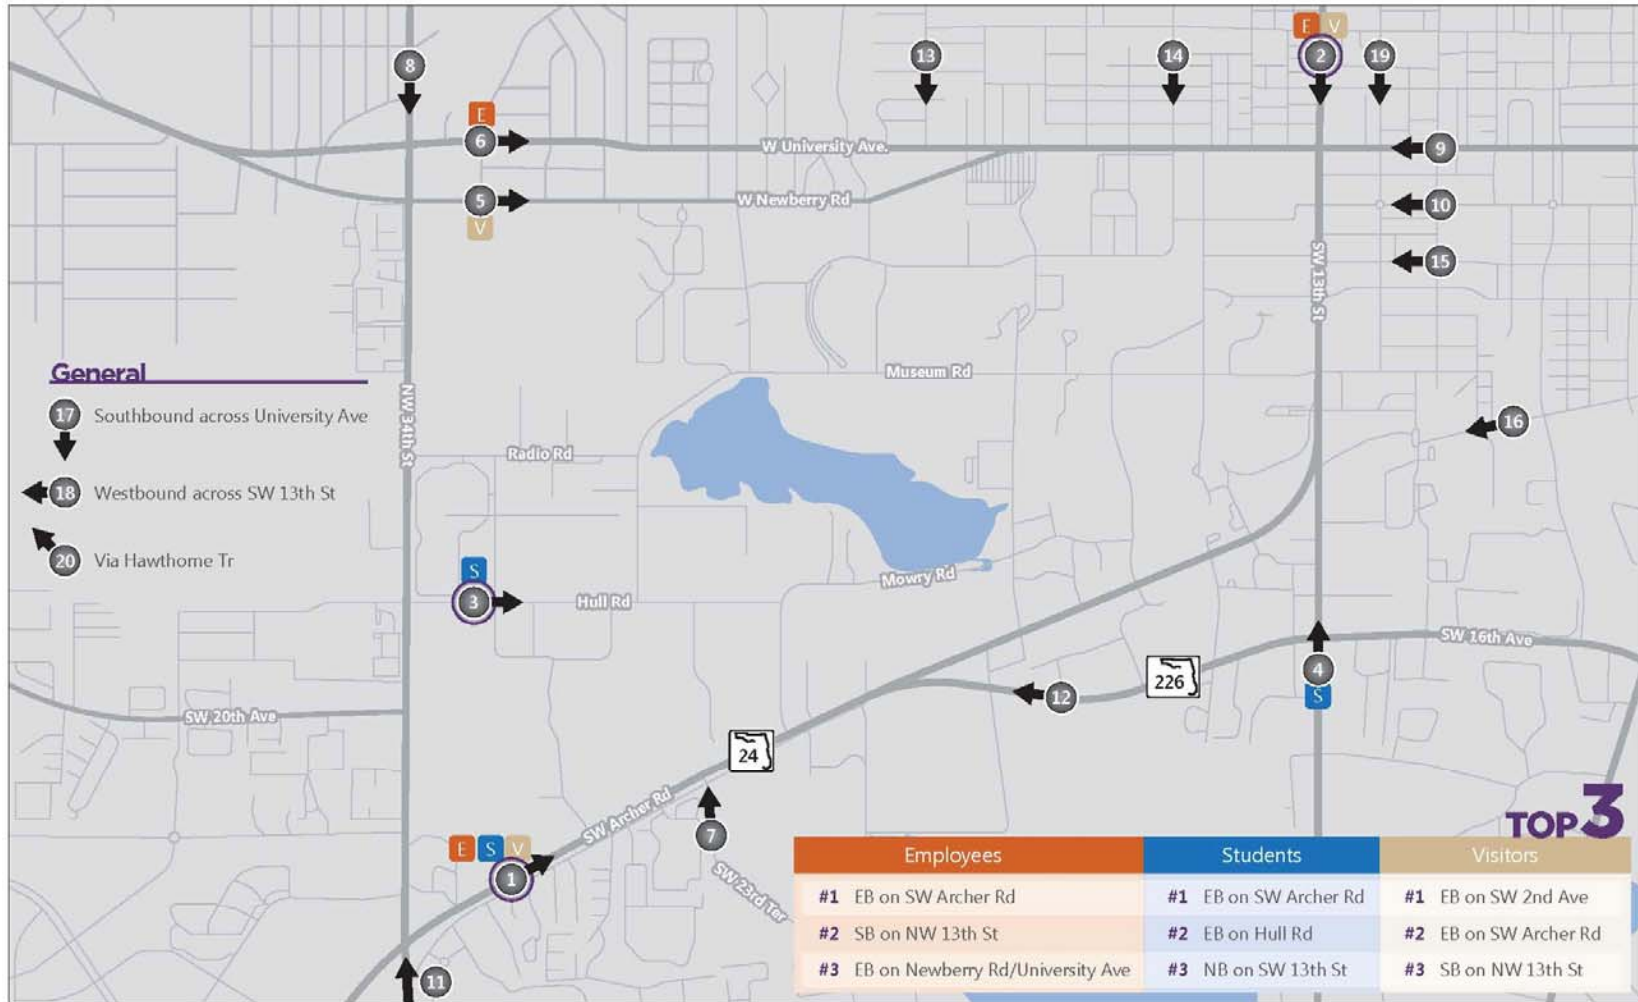 E V
8
13
14
2
19
E
6
W University Ave.
9
5
W Newberry Rd
10
V
15
SW 13th St
General
17 Southbound across University Ave
18 Westbound across SW 13th St
20 Via Hawthorne Tr
NW 34th St
Museum Rd
16
Radio Rd
S
3
Hull Rd
Mowry Rd
SW 16th Ave
4
S
226
12
SW 20th Ave
24
SW Archer Rd
7
SW 23rd Ter
E S V
1
11
TOP 3
Employees
#1 EB on SW Archer Rd
#2 SB on NW 13th St
#3 EB on Newberry Rd/University Ave
Students
#1 EB on SW Archer Rd
#2 EB on Hull Rd
#3 NB on SW 13th St
Visitors
#1 EB on SW 2nd Ave
#2 EB on SW Archer Rd
#3 SB on NW 13th St